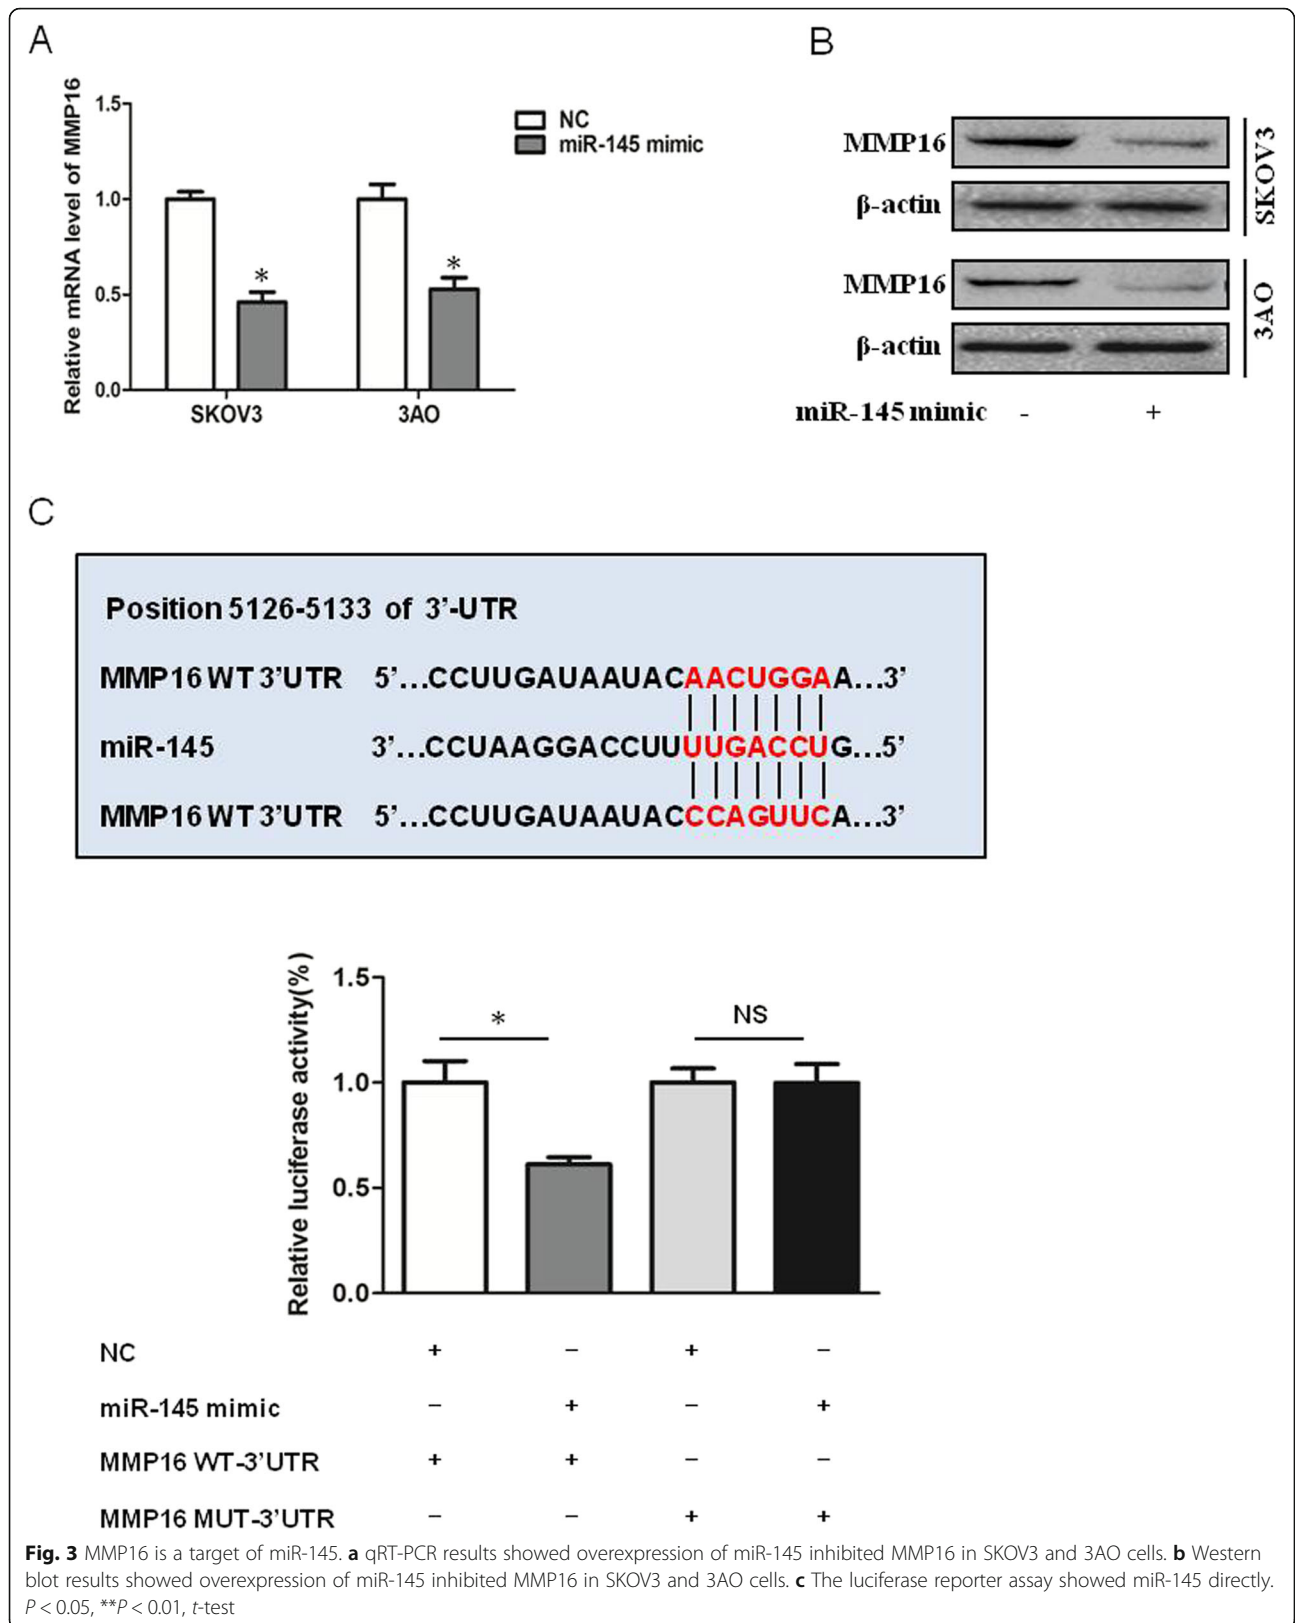 A
Relative mRNA level of MMP16
1.5
1.0
0.5
0.0
*
*
SKOV3
3AO
NC
miR-145 mimic
B
MMP16
β-actin
SKOV3
MMP16
β-actin
3AO
miR-145 mimic - +
C
Position 5126-5133 of 3'-UTR
MMP16 WT 3'UTR 5'...CCUUGAUAAUACAACUGGAA...3'
miR-145 3'...CCUAAGGACCUUUUGACCUG...5'
MMP16 WT 3'UTR 5'...CCUUGAUAAUACCCAGUUCA...3'
Relative luciferase activity(%)
1.5
1.0
0.5
0.0
*
NS
NC + − + −
miR-145 mimic − + − +
MMP16 WT-3'UTR + + − −
MMP16 MUT-3'UTR − − + +
Fig. 3 MMP16 is a target of miR-145. a qRT-PCR results showed overexpression of miR-145 inhibited MMP16 in SKOV3 and 3AO cells. b Western
blot results showed overexpression of miR-145 inhibited MMP16 in SKOV3 and 3AO cells. c The luciferase reporter assay showed miR-145 directly.
P < 0.05, **P < 0.01, t-test